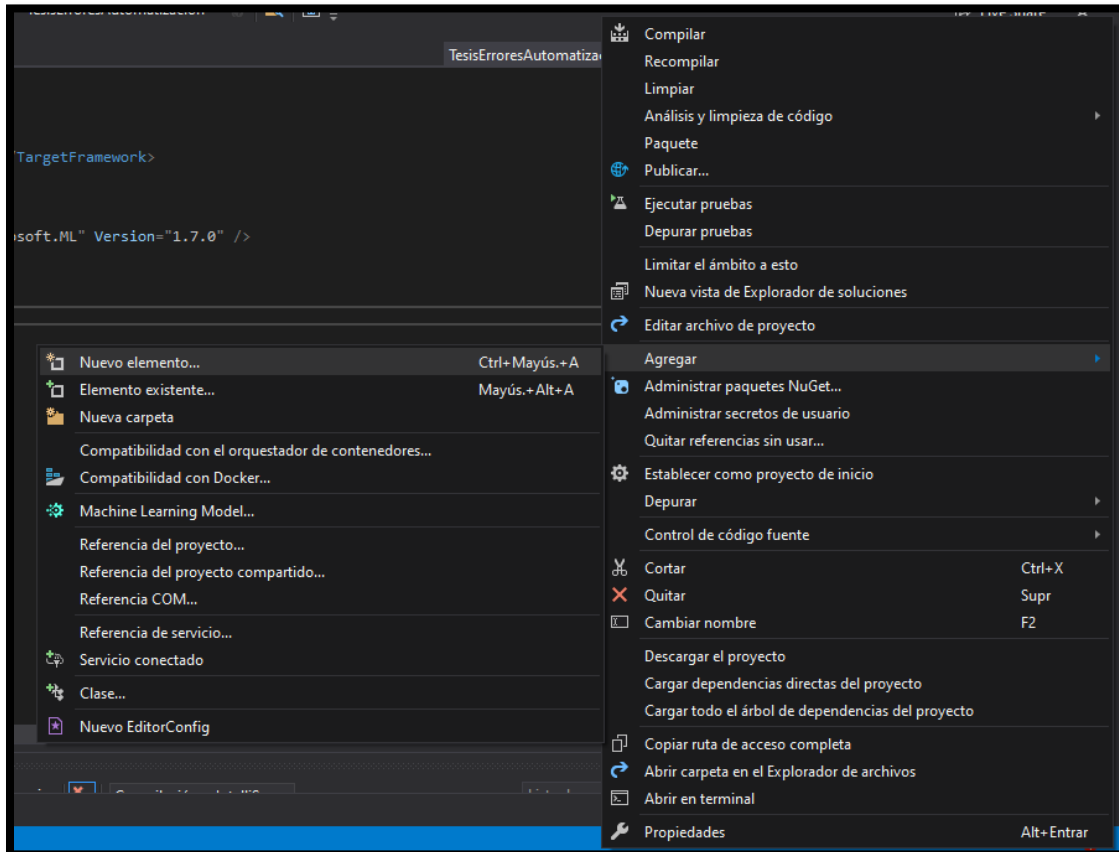 TesisErroresAutomatizacion
Live Share
TesisErroresAutomatiza
TargetFramework>
osoft.ML" Version="1.7.0" />
Nuevo elemento... Ctrl+Mayús.+A
Elemento existente... Mayús.+Alt+A
Nueva carpeta
Compatibilidad con el orquestador de contenedores...
Compatibilidad con Docker...
Machine Learning Model...
Referencia del proyecto...
Referencia del proyecto compartido...
Referencia COM...
Referencia de servicio...
Servicio conectado
Clase...
Nuevo EditorConfig
Compilar
Recompilar
Limpiar
Análisis y limpieza de código
Paquete
Publicar...
Ejecutar pruebas
Depurar pruebas
Limitar el ámbito a esto
Nueva vista de Explorador de soluciones
Editar archivo de proyecto
Agregar
Administrar paquetes NuGet...
Administrar secretos de usuario
Quitar referencias sin usar...
Establecer como proyecto de inicio
Depurar
Control de código fuente
Cortar Ctrl+X
Quitar Supr
Cambiar nombre F2
Descargar el proyecto
Cargar dependencias directas del proyecto
Cargar todo el árbol de dependencias del proyecto
Copiar ruta de acceso completa
Abrir carpeta en el Explorador de archivos
Abrir en terminal
Propiedades Alt+Entrar